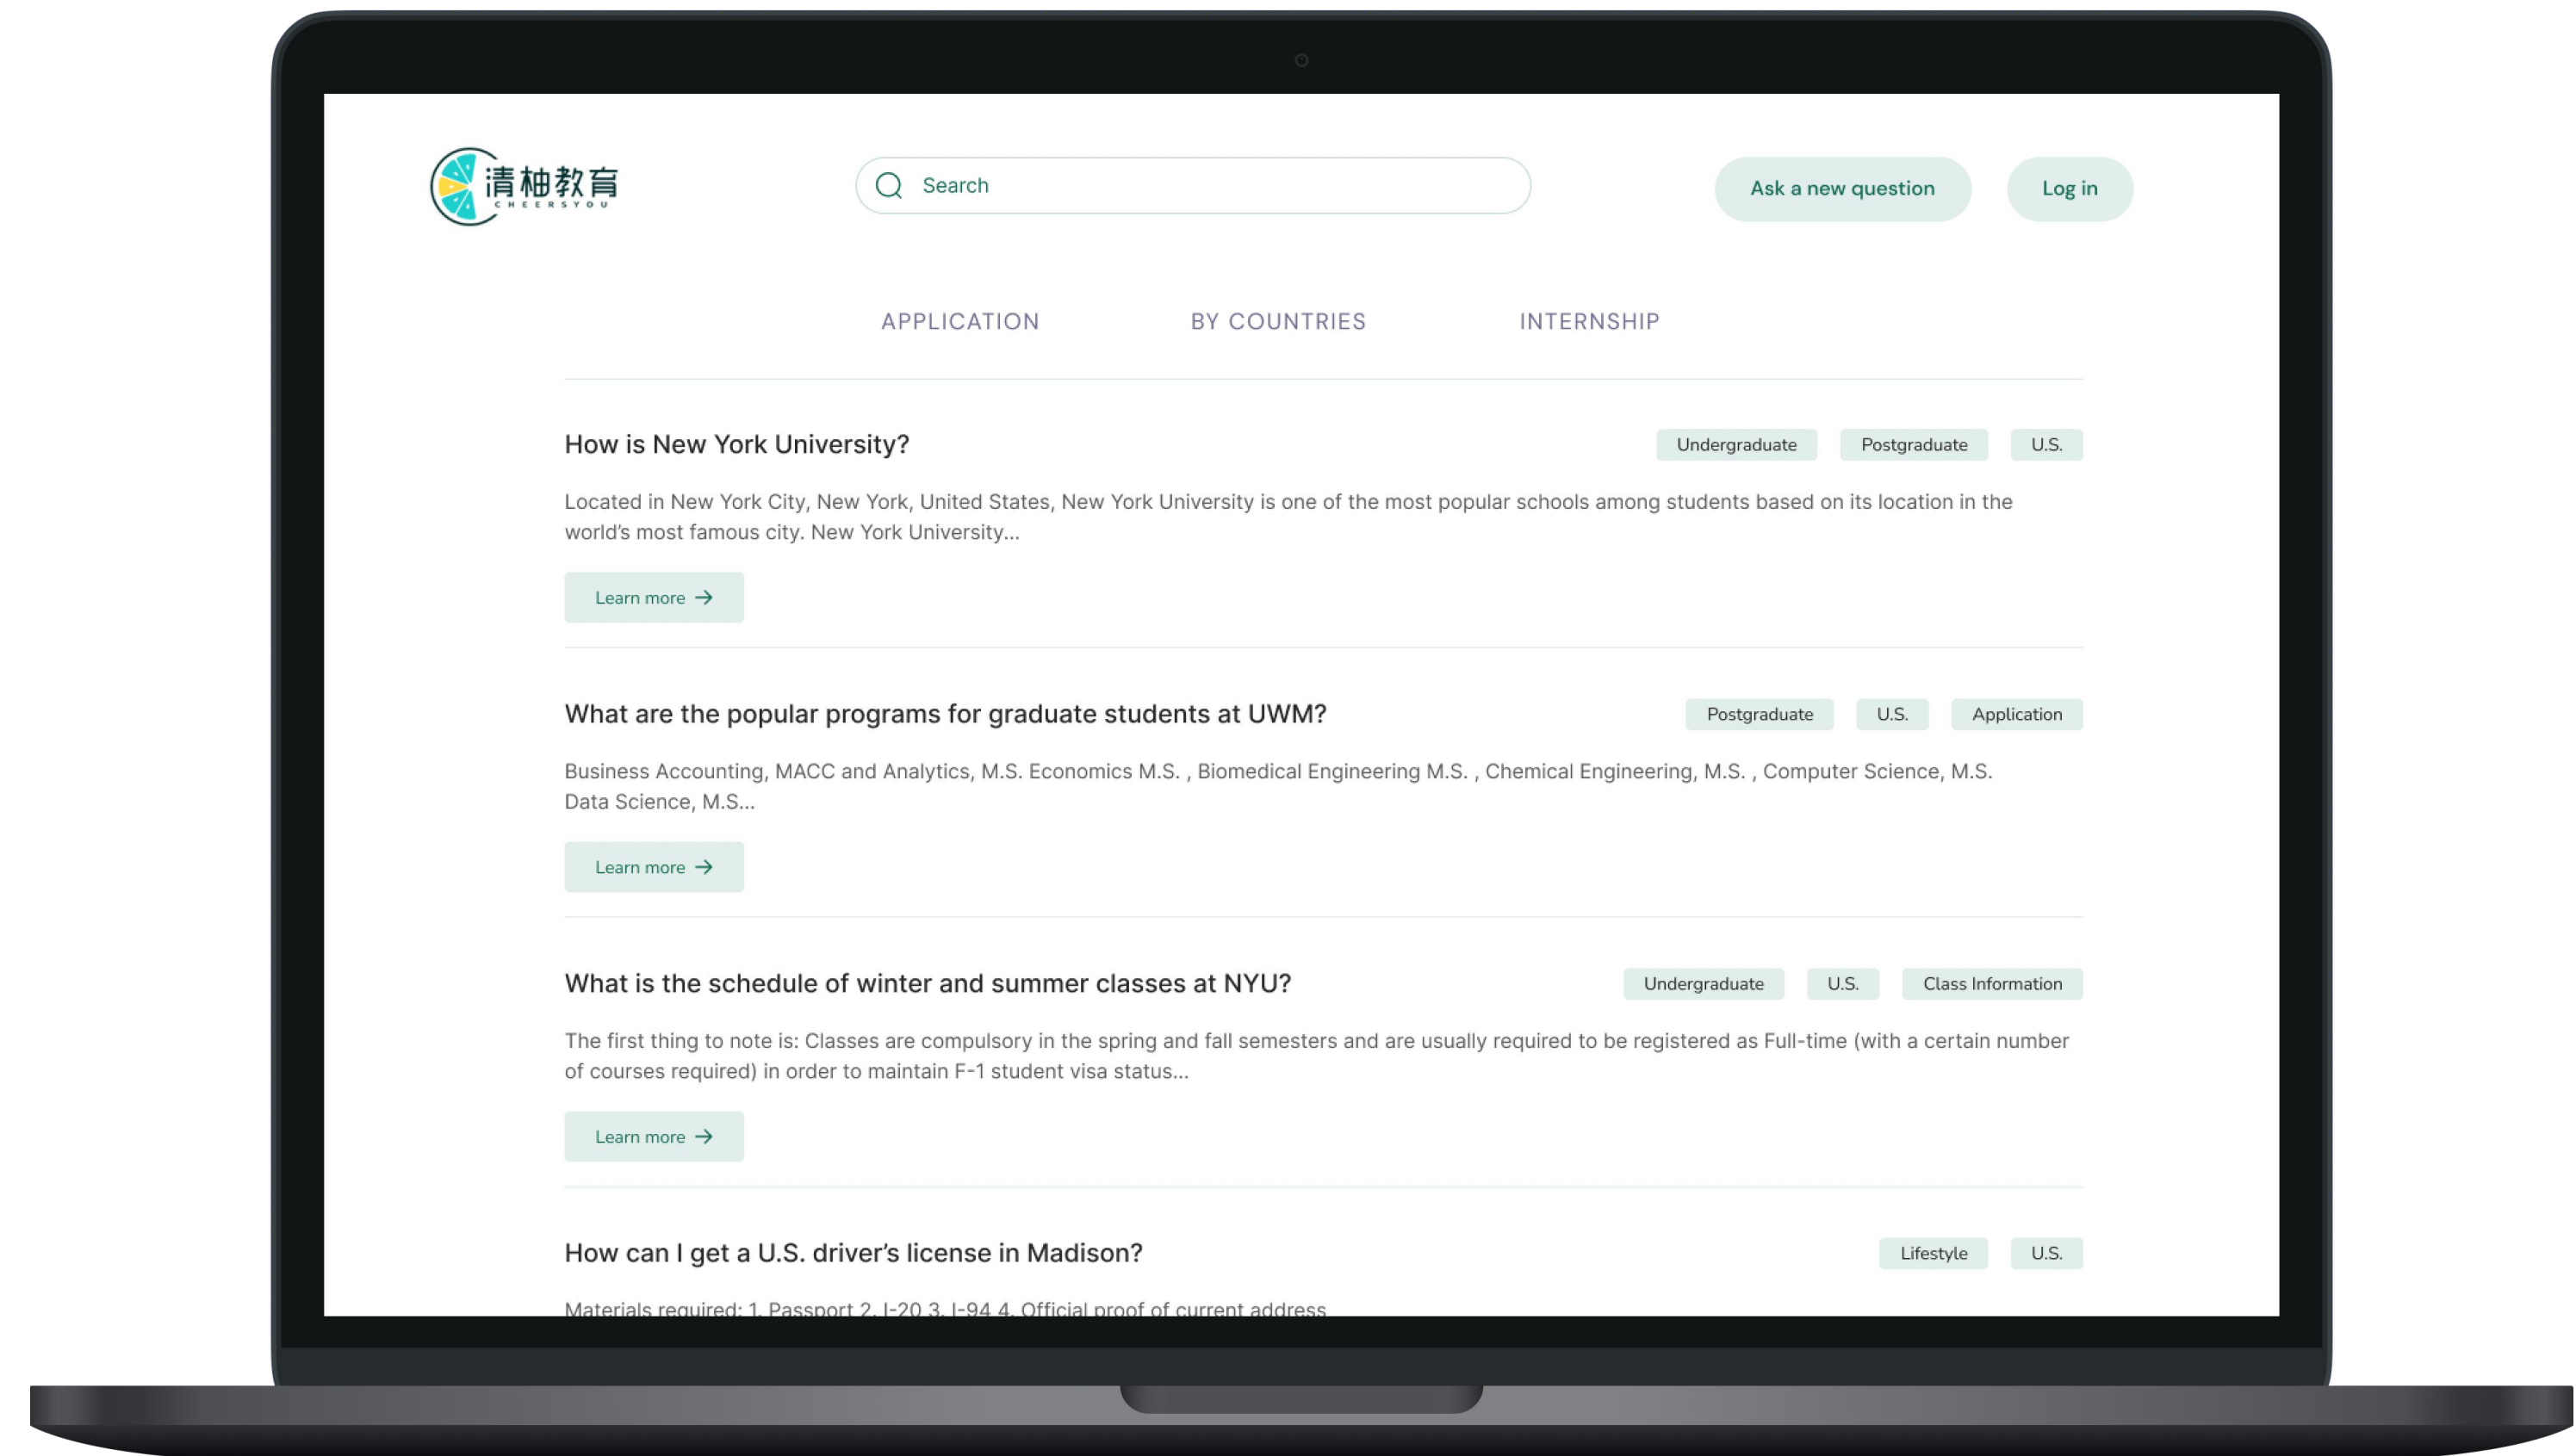 清柚教育
CHEERSYOU
Search
Ask a new question
Log in
APPLICATION
BY COUNTRIES
INTERNSHIP
How is New York University?
Undergraduate
Postgraduate
U.S.
Located in New York City, New York, United States, New York University is one of the most popular schools among students based on its location in the
world’s most famous city. New York University...
Learn more →
What are the popular programs for graduate students at UWM?
Postgraduate
U.S.
Application
Business Accounting, MACC and Analytics, M.S. Economics M.S. , Biomedical Engineering M.S. , Chemical Engineering, M.S. , Computer Science, M.S.
Data Science, M.S...
Learn more →
What is the schedule of winter and summer classes at NYU?
Undergraduate
U.S.
Class Information
The first thing to note is: Classes are compulsory in the spring and fall semesters and are usually required to be registered as Full-time (with a certain number
of courses required) in order to maintain F-1 student visa status...
Learn more →
How can I get a U.S. driver’s license in Madison?
Lifestyle
U.S.
Materials required: 1. Passport 2. I-20 3. I-94 4. Official proof of current address